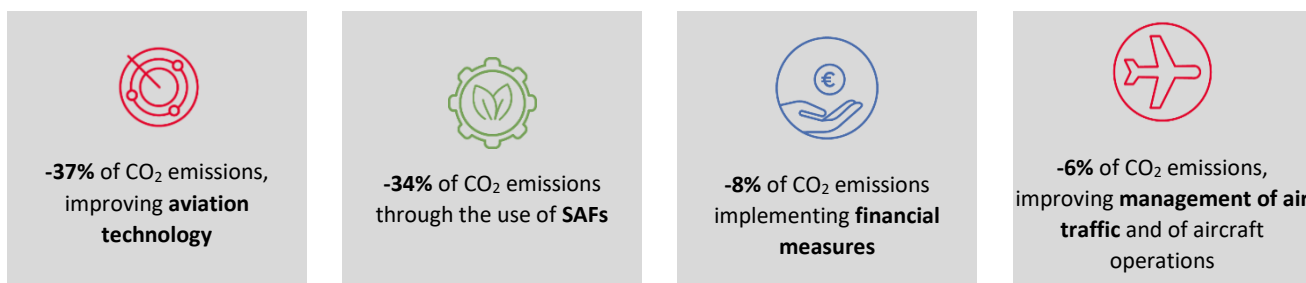 -37% of CO₂ emissions,
improving aviation
technology
-34% of CO₂ emissions
through the use of SAFs
€
-8% of CO₂ emissions
implementing financial
measures
-6% of CO₂ emissions,
improving management of air
traffic and of aircraft
operations